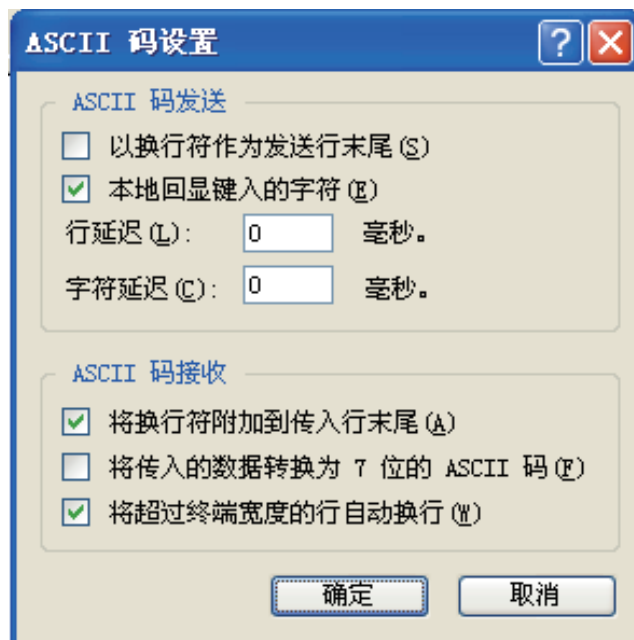 ASCII 码设置
ASCII 码发送
以换行符作为发送行末尾(S)
本地回显键入的字符(E)
行延迟(L): 0 毫秒。
字符延迟(C): 0 毫秒。
ASCII 码接收
将换行符附加到传入行末尾(A)
将传入的数据转换为 7 位的 ASCII 码(F)
将超过终端宽度的行自动换行(W)
确定 取消